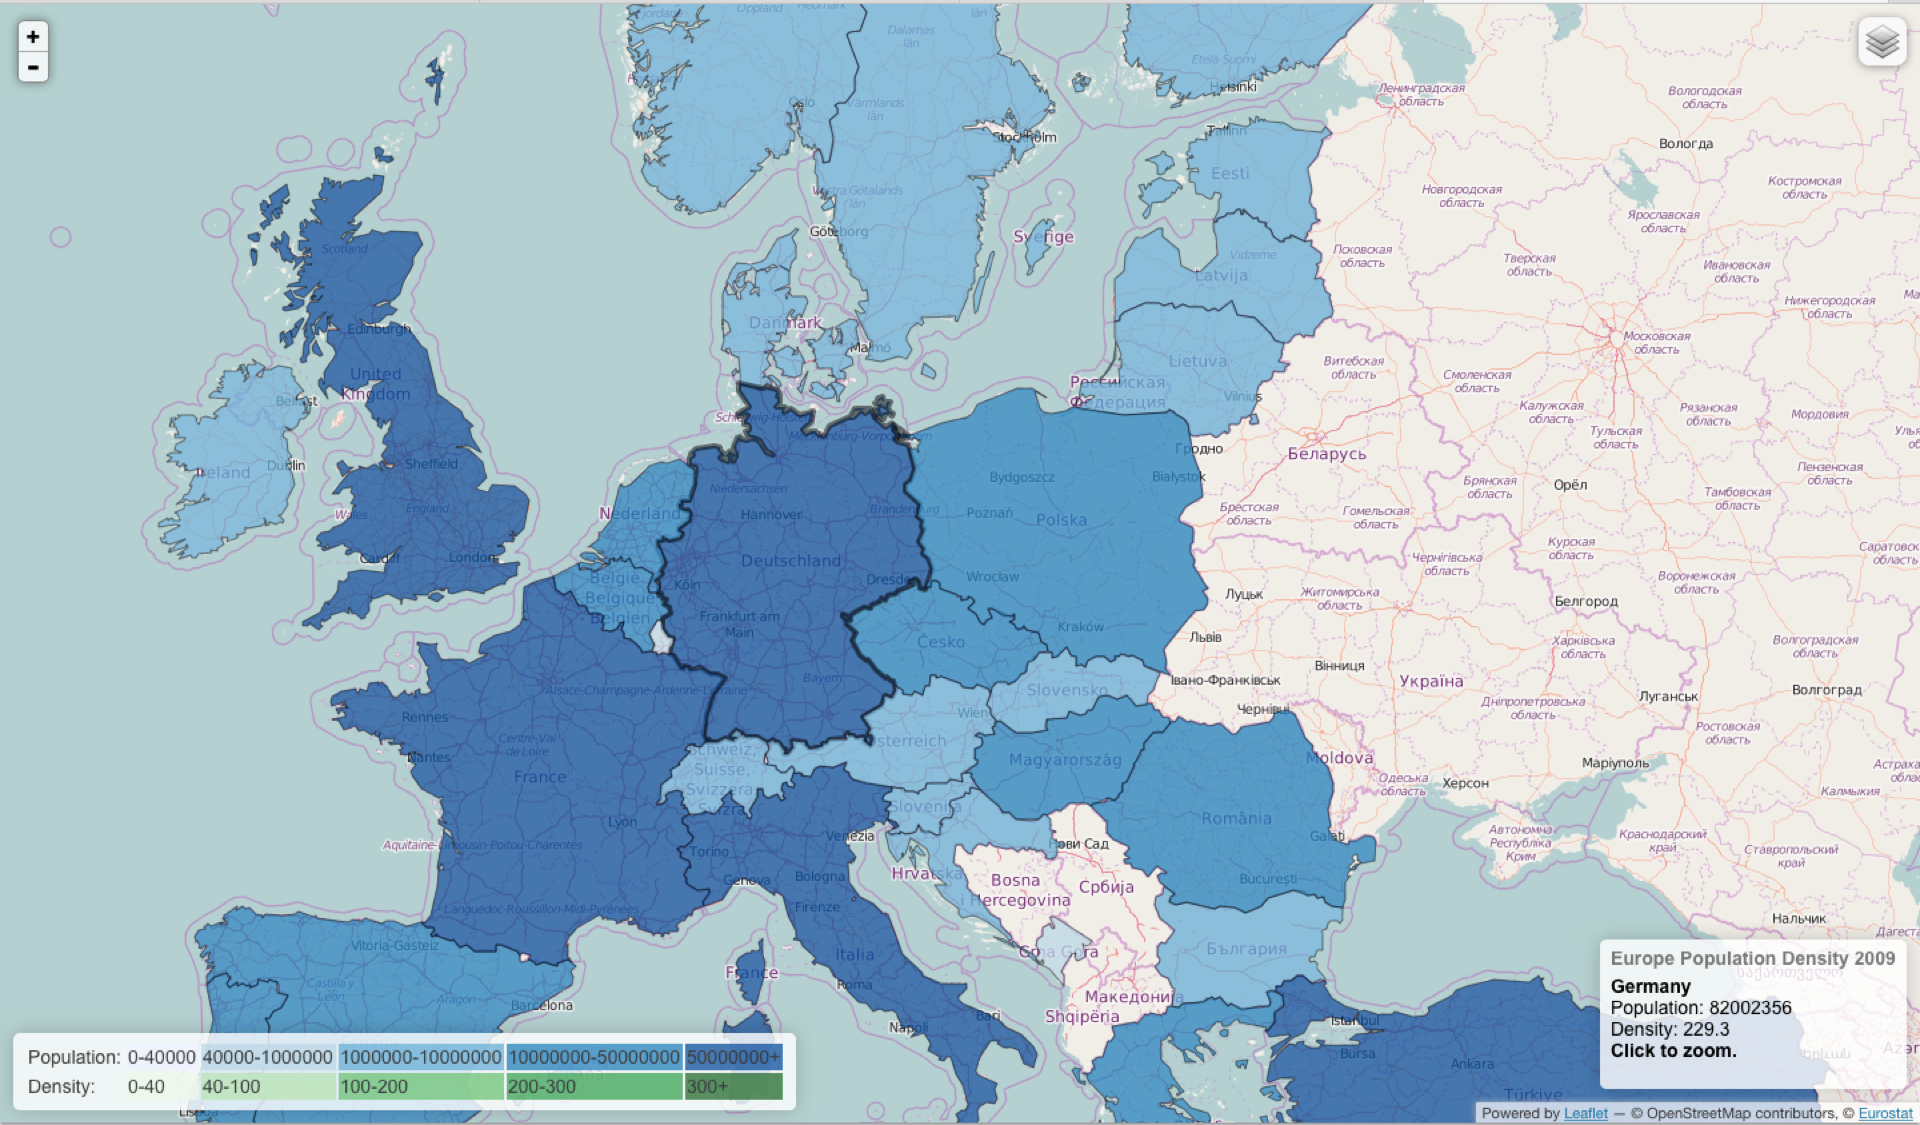 +
-
Dalarnas
län
län
Etelä-Suomi
Helsinki
Oslo
Värmlands
län
Stockholm
Tallinn
Ленинградская
область
Вологодская
область
Вологда
Eesti
Новгородская
область
Костромская
область
Ярославская
область
Västra Götalands
län
Göteborg
Sverige
Scotland
Псковская
область
Тверская
область
Ивановская
область
Vidzeme
Latvija
Нижегородская
область
Edinburgh
Danmark
Malmö
Московская
область
Lietuva
Витебская
область
Смоленская
область
United
Kingdom
Belfast
Российская
Федерация
Vilnius
Калужская
область
Рязанская
область
Мордовия
Тульская
область
Schleswig-Holstein
Mecklenburg-Vorpommern
Гродно
Беларусь
Ireland
Dublin
Sheffield
Bydgoszcz
Białystok
Пензенская
область
Niedersachsen
Брянская
область
Орёл
Тамбовская
область
Wales
England
Nederland
Hannover
Brandenburg
Poznań
Polska
Брестская
область
Гомельская
область
Cardiff
London
Deutschland
Курская
область
Чернігівська
область
Воронежская
область
België
Belgique
Belgien
Köln
Dresden
Wrocław
Луцьк
Житомирська
область
Белгород
Frankfurt am
Main
Kraków
Česko
Львів
Харківська
область
Волгоградская
область
Вінниця
Bayern
Slovensko
Івано-Франківськ
Україна
Луганськ
Волгоград
Alsace-Champagne-Ardenne-Lorraine
Rennes
Wien
Чернівці
Дніпропетровська
область
Ростовская
область
Centre-Val
de Loire
Nantes
Österreich
Schweiz,
Suisse,
Svizzera
Svizra
Magyarország
Moldova
Маріуполь
France
Одеська
область
Херсон
Калмыкия
Slovenija
Lyon
România
Galați
Venezia
Нови Сад
Автономна
Республіка
Крим
Краснодарский
край
Ставропольский
край
Aquitaine-Limousin-Poitou-Charentes
Torino
Genova
Bologna
Hrvatska
Bosna
i Hercegovina
Србија
București
Languedoc-Roussillon-Midi-Pyrénées
Firenze
Нальчик
Vitoria-Gasteiz
Italia
Crna Gora
България
France
Roma
Castilla y
León
Aragón
Barcelona
Македонија
Shqipëria
Bari
Napoli
Istanbul
Bursa
Ankara
Türkiye
Europe Population Density 2009
Germany
Population: 82002356
Density: 229.3
Click to zoom.
Population: 0-40000 40000-1000000 1000000-10000000 10000000-50000000 50000000+
Density: 0-40 40-100 100-200 200-300 300+
Powered by Leaflet — © OpenStreetMap contributors, © Eurostat